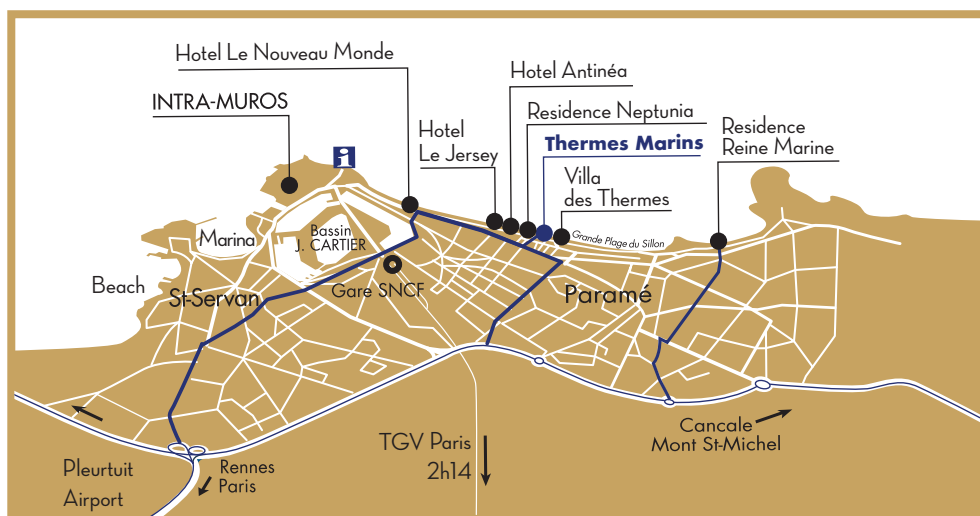 Hotel Le Nouveau Monde
INTRA-MUROS
Hotel Antinéa
Residence Neptunia
Hotel
Le Jersey
Thermes Marins
Residence
Reine Marine
Villa
des Thermes
i
Grande Plage du Sillon
Marina
Bassin
J. CARTIER
Beach
St-Servan
Gare SNCF
Paramé
Cancale
Mont St-Michel
TGV Paris
2h14
Pleurtuit
Airport
Rennes
Paris